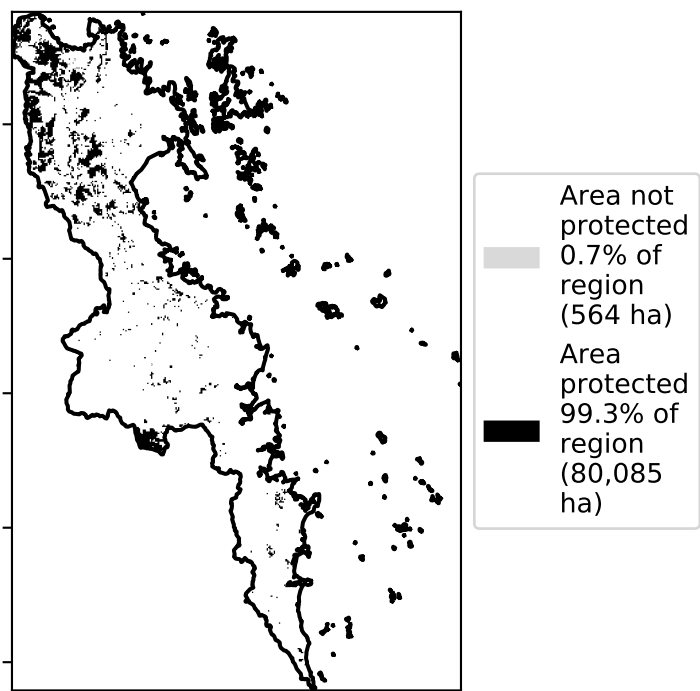 Area not
protected
0.7% of
region
(564 ha)
Area
protected
99.3% of
region
(80,085
ha)